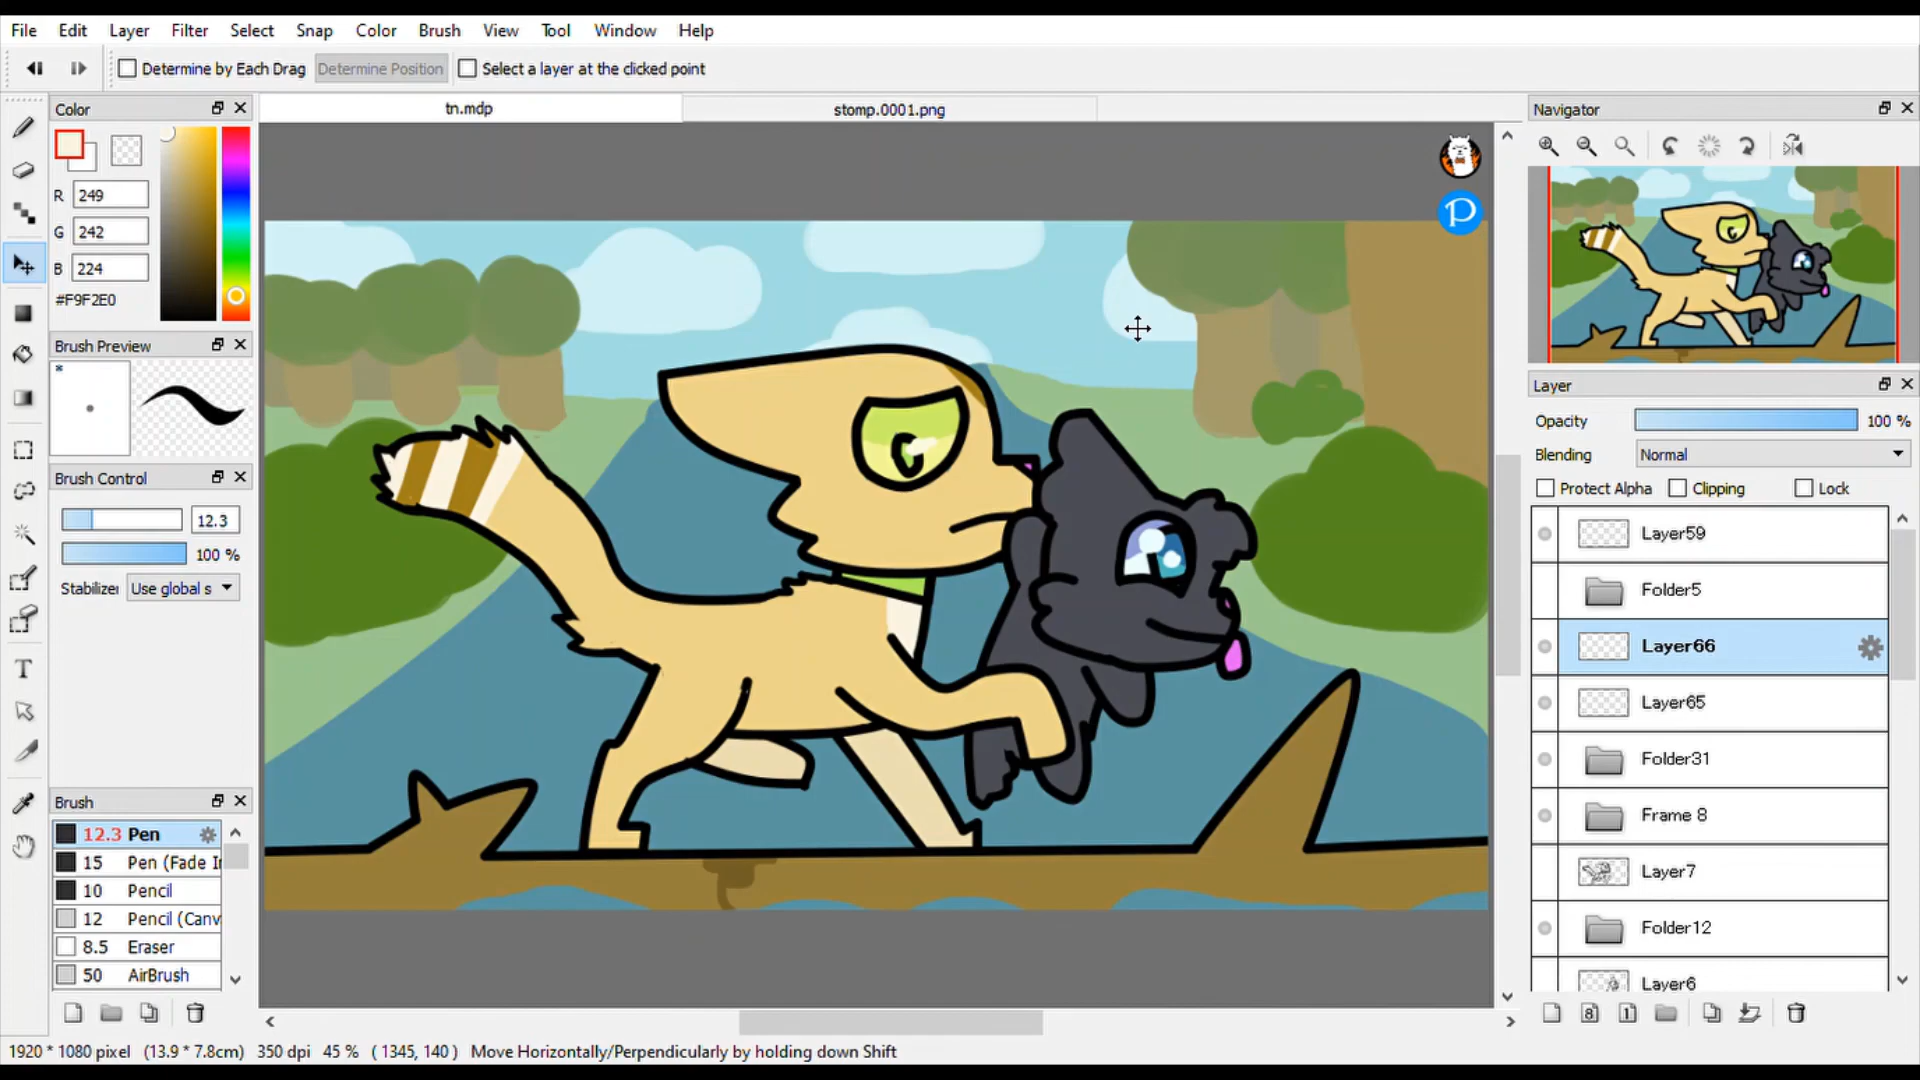 File Edit Layer Filter Select Snap Color Brush View Tool Window Help
Determine by Each Drag Determine Position Select a layer at the clicked point
Color
tn.mdp
stomp.0001.png
Navigator
R 249
G 242
B 224
#F9F2E0
P
Brush Preview
*
Brush Control
12.3
100 %
Stabilizer Use global s
Layer
Opacity 100 %
Blending Normal
Protect Alpha Clipping Lock
Layer59
Folder5
Layer66
Layer65
Folder31
Frame 8
Layer7
Folder12
Layer6
Brush
12.3 Pen
15 Pen (Fade In
10 Pencil
12 Pencil (Canv
8.5 Eraser
50 AirBrush
T
8 1
1920 * 1080 pixel (13.9 * 7.8cm) 350 dpi 45 % ( 1345, 140 ) Move Horizontally/Perpendicularly by holding down Shift